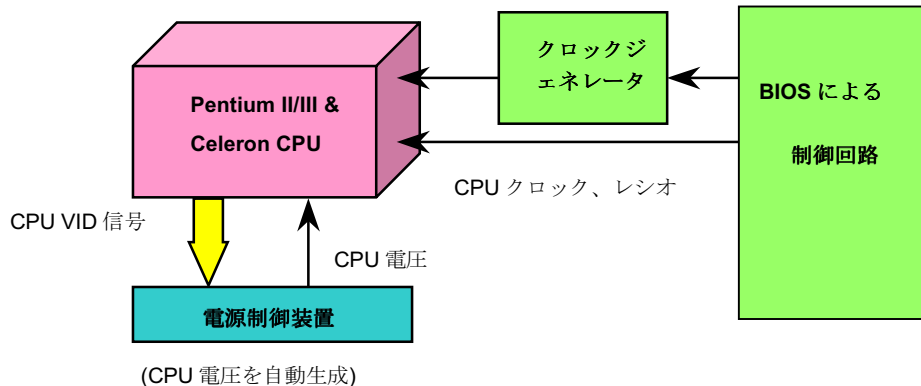 クロックジ
ェネレータ
Pentium II/III &
Celeron CPU
BIOS による
制御回路
CPU クロック、レシオ
CPU VID 信号
CPU 電圧
電源制御装置
(CPU 電圧を自動生成)